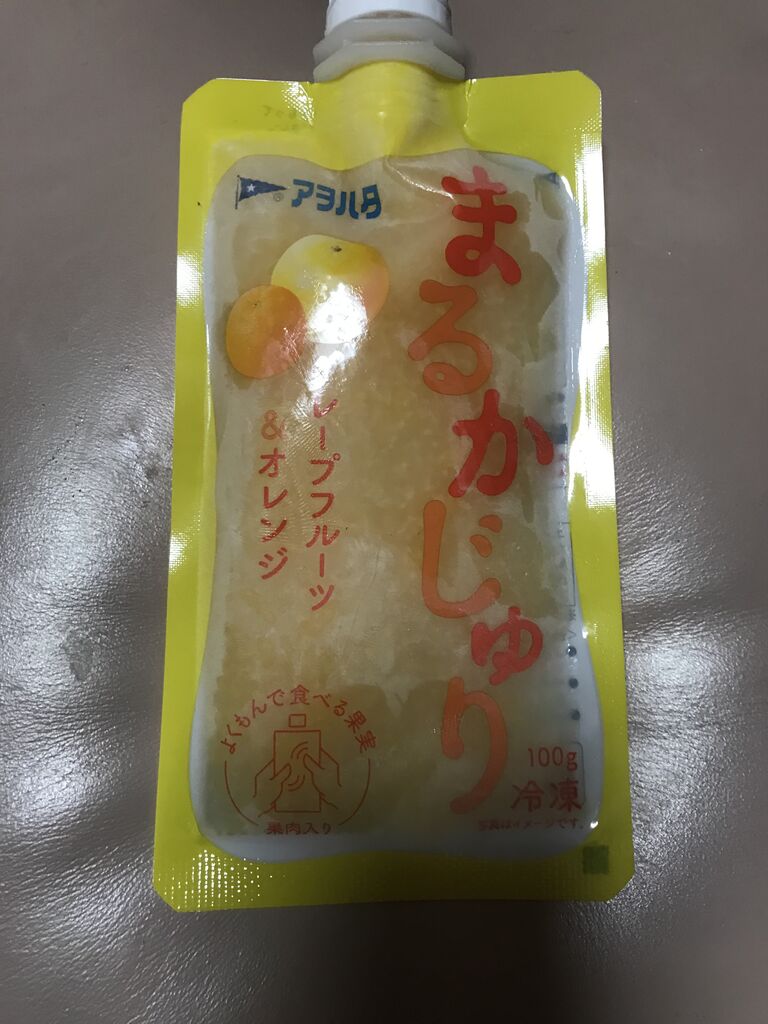 アヲハタ
まるかじゅり
レープフルーツ
&オレンジ
よくもんで食べる果実
果肉入り
100g
冷凍
写真はイメージです。